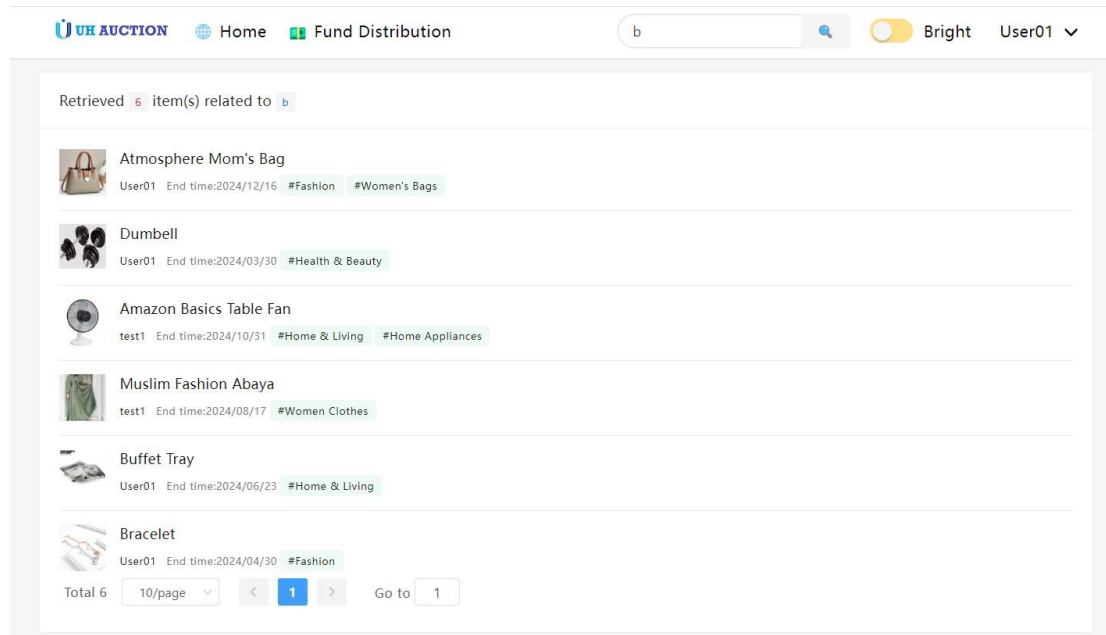 UH AUCTION Home Fund Distribution b Bright User01
Retrieved 6 item(s) related to b
Atmosphere Mom's Bag
User01 End time:2024/12/16 #Fashion #Women's Bags
Dumbell
User01 End time:2024/03/30 #Health & Beauty
Amazon Basics Table Fan
test1 End time:2024/10/31 #Home & Living #Home Appliances
Muslim Fashion Abaya
test1 End time:2024/08/17 #Women Clothes
Buffet Tray
User01 End time:2024/06/23 #Home & Living
Bracelet
User01 End time:2024/04/30 #Fashion
Total 6 10/page < 1 > Go to 1